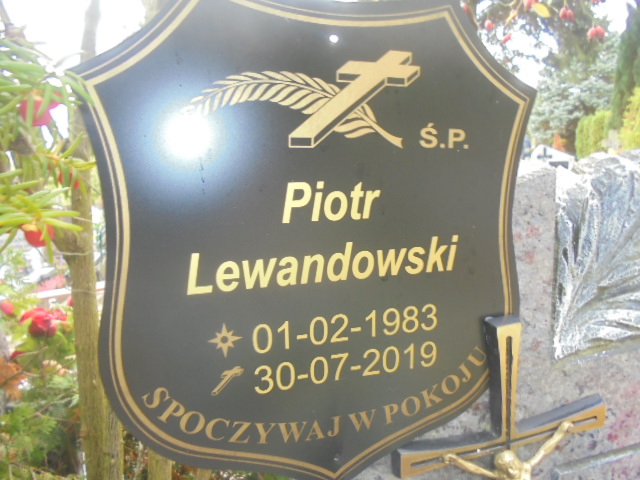 Ś.P.
Piotr
Lewandowski
01-02-1983
30-07-2019
SPOCZYWAJ W POKOJU